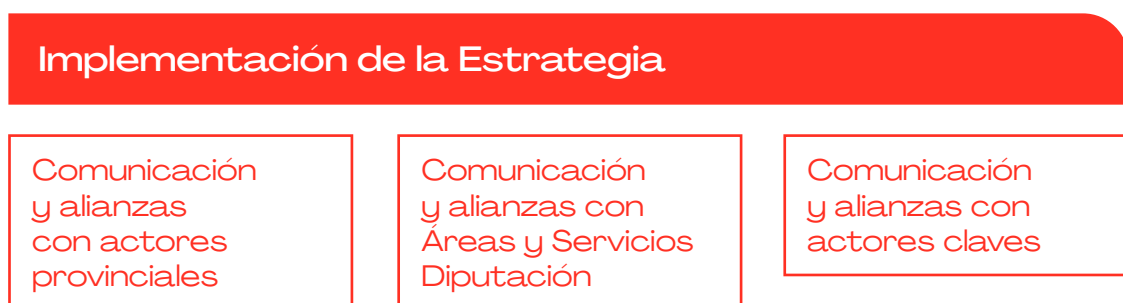 Implementación de la Estrategia
Comunicación
y alianzas
con actores
provinciales
Comunicación
y alianzas con
Áreas y Servicios
Diputación
Comunicación
y alianzas con
actores claves